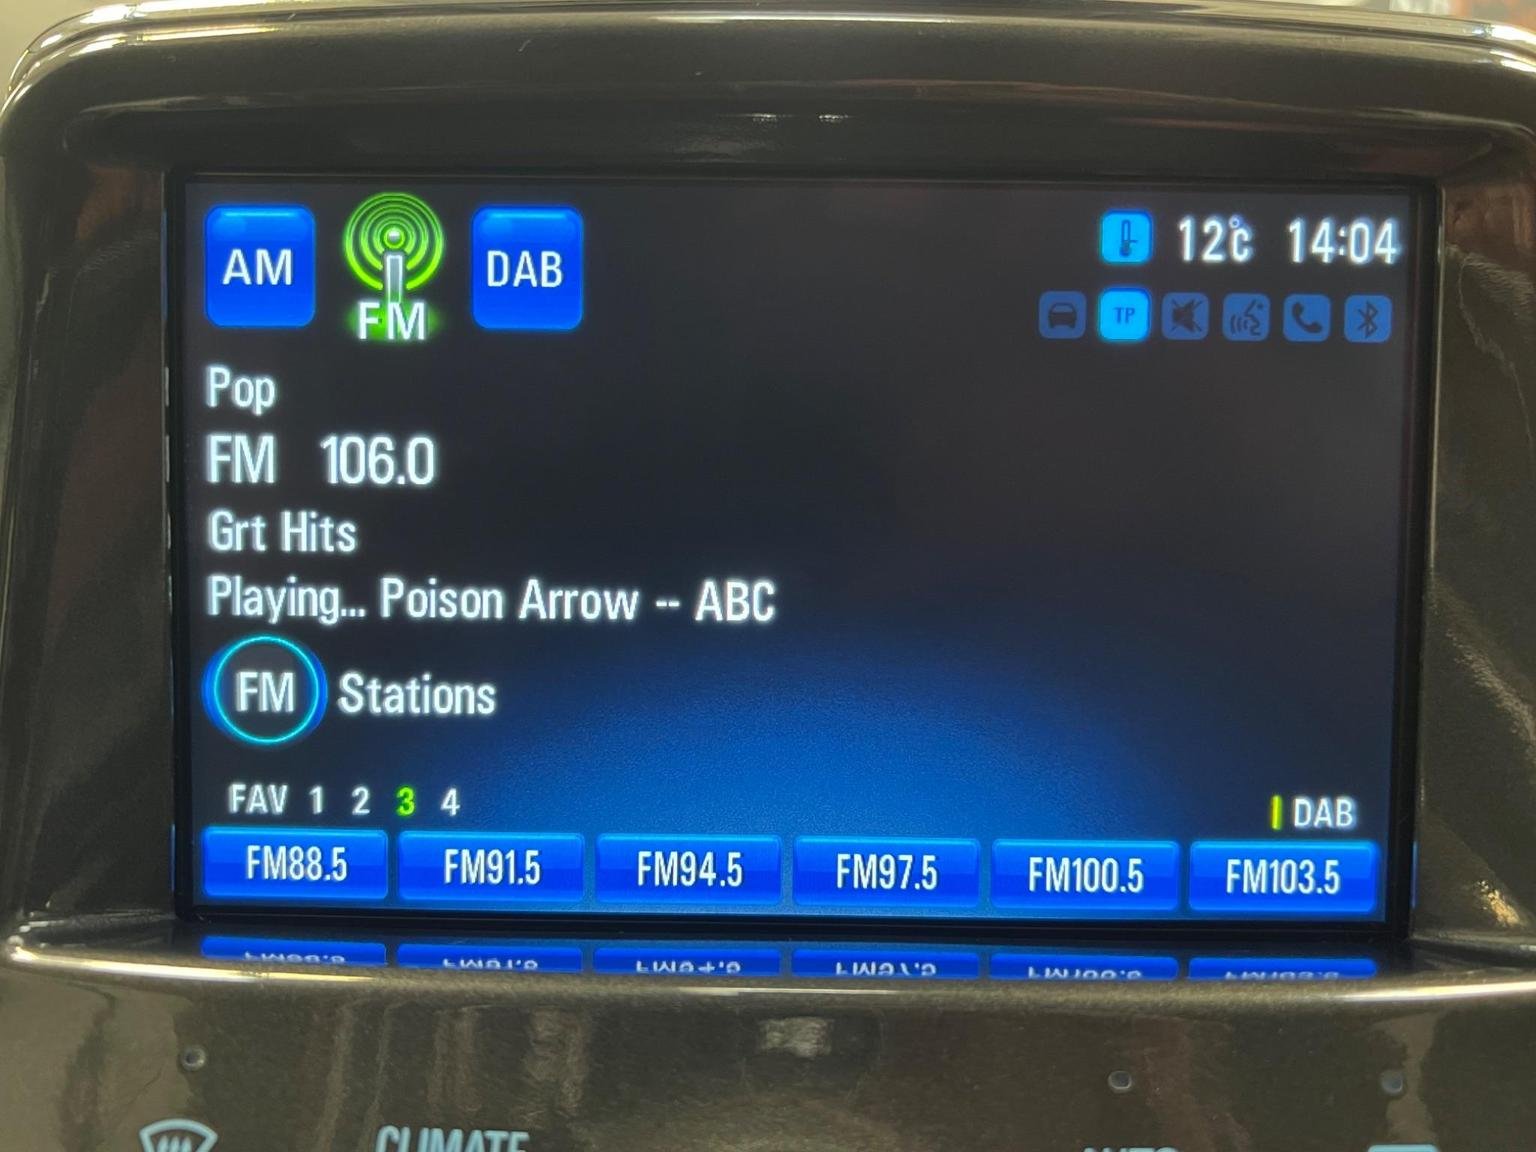 AM FM DAB 12°c 14:04
TP
Pop
FM 106.0
Grt Hits
Playing... Poison Arrow -- ABC
FM Stations
FAV 1 2 3 4 DAB
FM88.5 FM91.5 FM94.5 FM97.5 FM100.5 FM103.5
CLIMATE AUTO